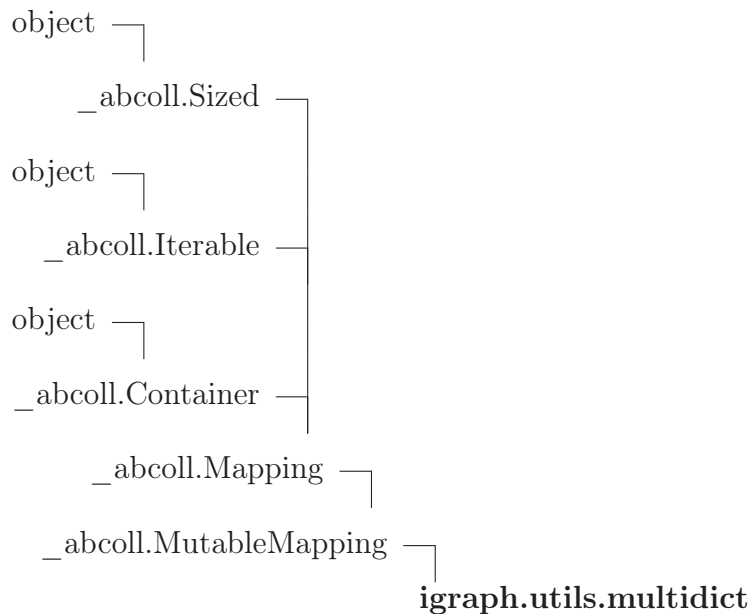 object
_abcoll.Sized
object
_abcoll.Iterable
object
_abcoll.Container
_abcoll.Mapping
_abcoll.MutableMapping
igraph.utils.multidict